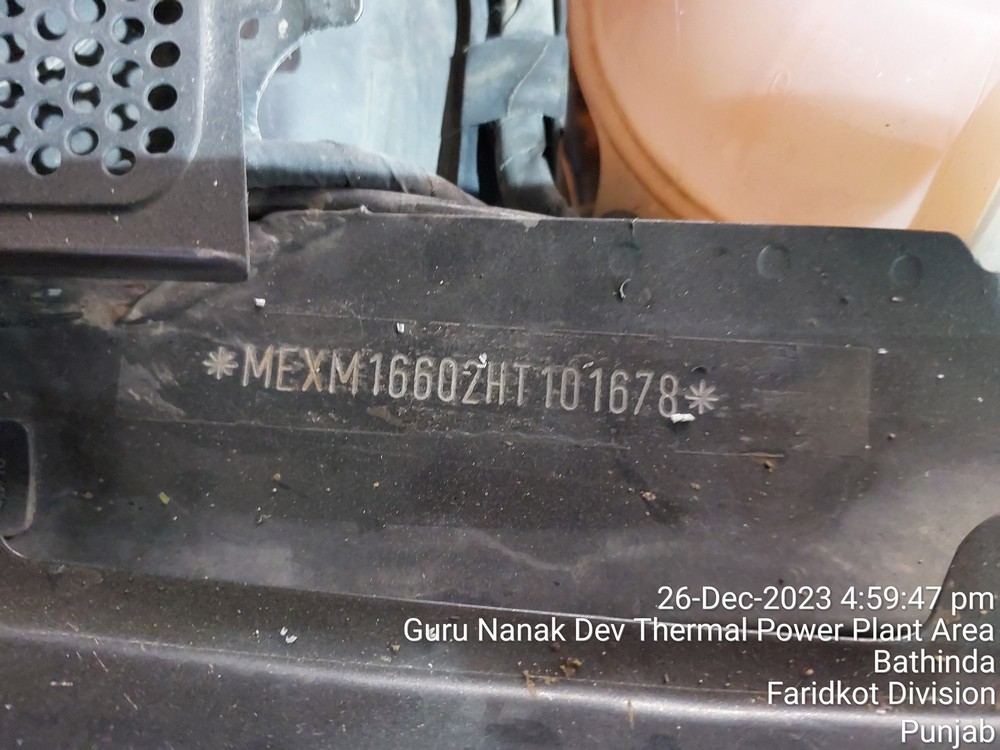 *MEXM16602HT101678*
26-Dec-2023 4:59:47 pm
Guru Nanak Dev Thermal Power Plant Area
Bathinda
Faridkot Division
Punjab